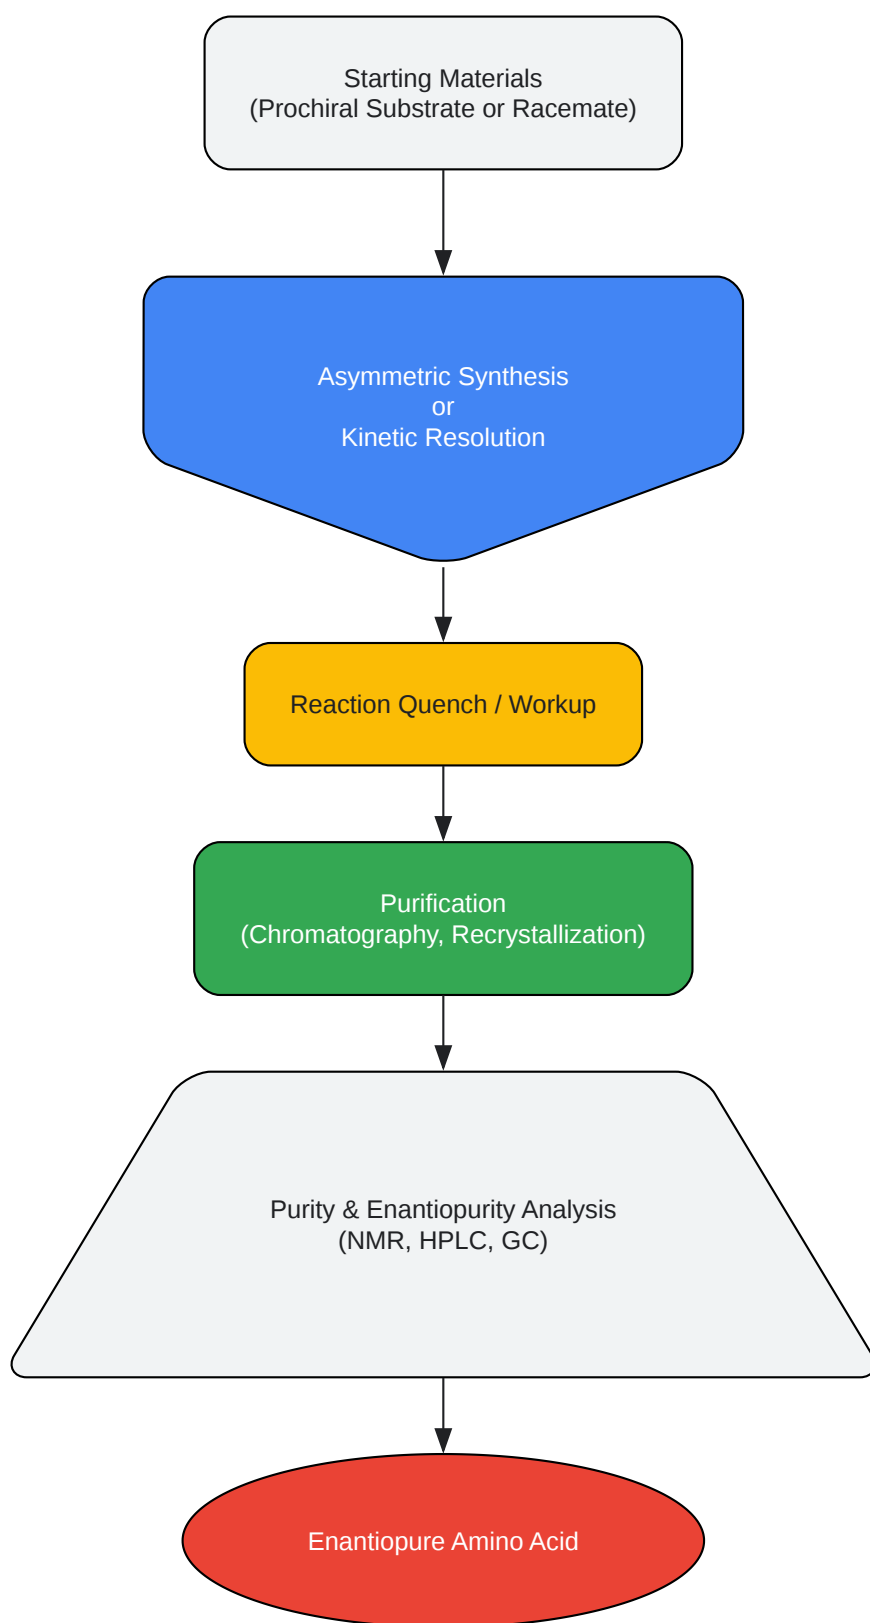 Starting Materials
(Prochiral Substrate or Racemate)
Asymmetric Synthesis
or
Kinetic Resolution
Reaction Quench / Workup
Purification
(Chromatography, Recrystallization)
Purity & Enantiopurity Analysis
(NMR, HPLC, GC)
Enantiopure Amino Acid